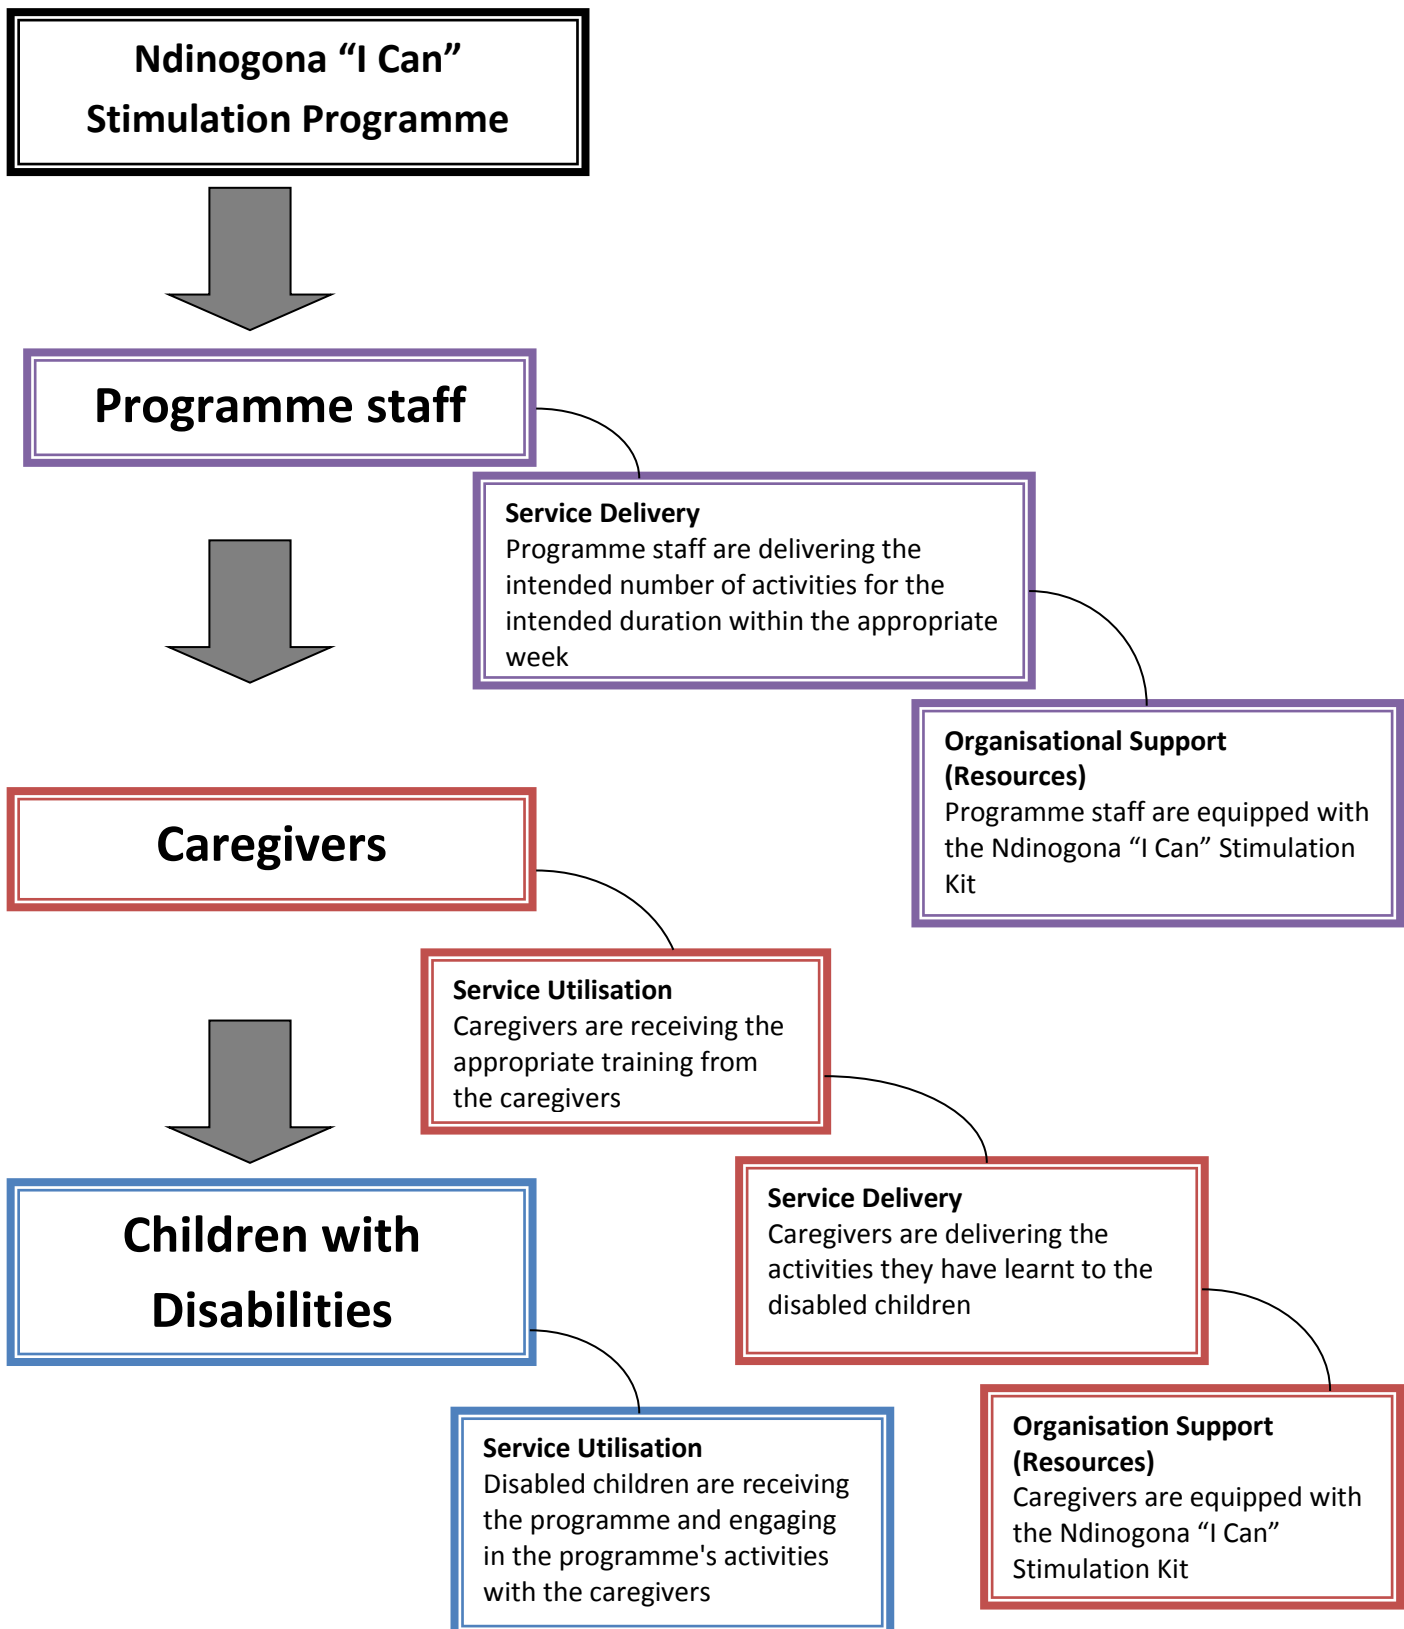 Ndinogona “I Can”
Stimulation Programme
Programme staff
Service Delivery
Programme staff are delivering the
intended number of activities for the
intended duration within the appropriate
week
Organisational Support
(Resources)
Programme staff are equipped with
the Ndinogona “I Can” Stimulation
Kit
Caregivers
Service Utilisation
Caregivers are receiving the
appropriate training from
the caregivers
Service Delivery
Caregivers are delivering the
activities they have learnt to the
disabled children
Organisation Support
(Resources)
Caregivers are equipped with
the Ndinogona “I Can”
Stimulation Kit
Children with
Disabilities
Service Utilisation
Disabled children are receiving
the programme and engaging
in the programme's activities
with the caregivers